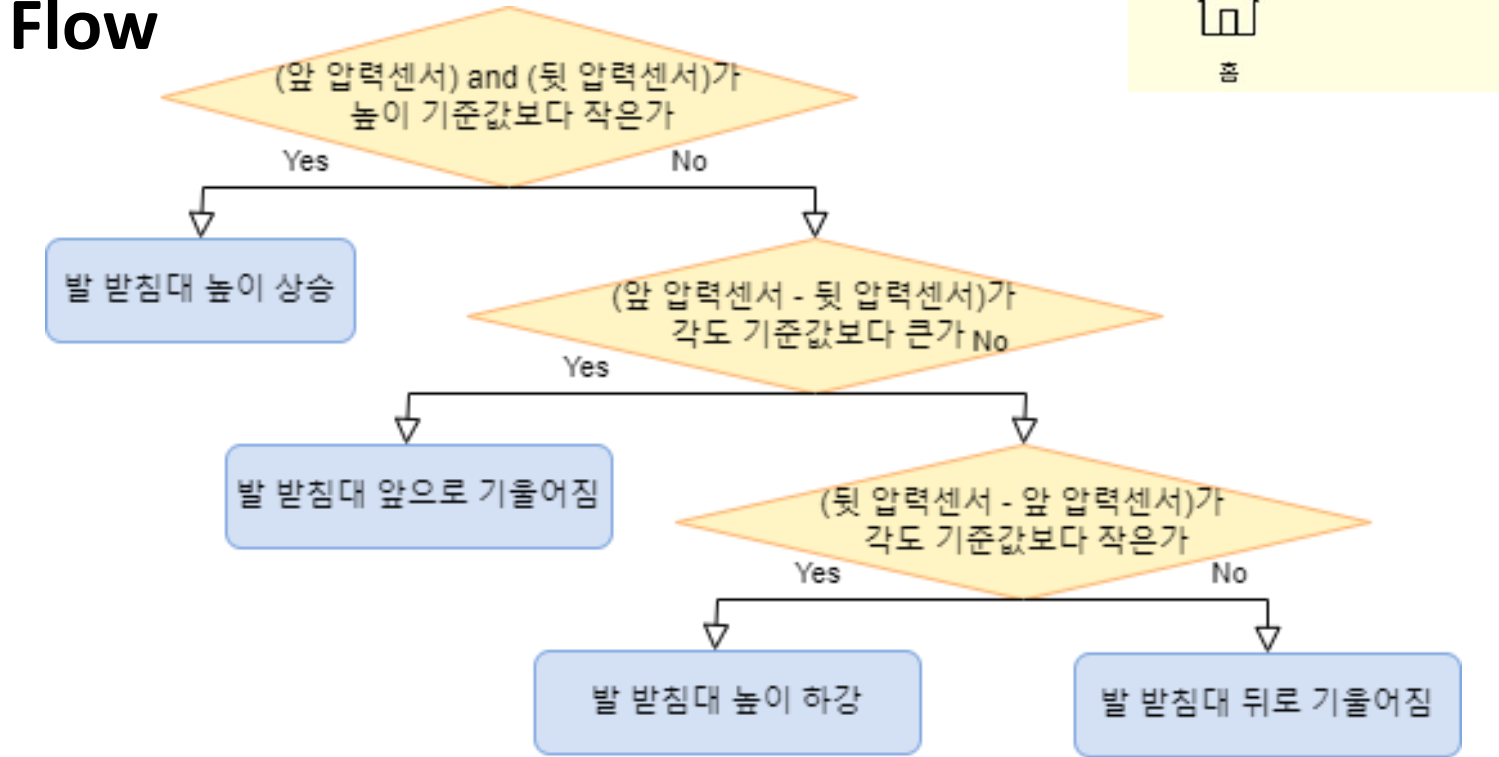 Flow
홈
(앞 압력센서) and (뒷 압력센서)가
높이 기준값보다 작은가
Yes
No
발 받침대 높이 상승
(앞 압력센서 - 뒷 압력센서)가
각도 기준값보다 큰가
No
Yes
발 받침대 앞으로 기울어짐
(뒷 압력센서 - 앞 압력센서)가
각도 기준값보다 작은가
Yes
No
발 받침대 높이 하강
발 받침대 뒤로 기울어짐